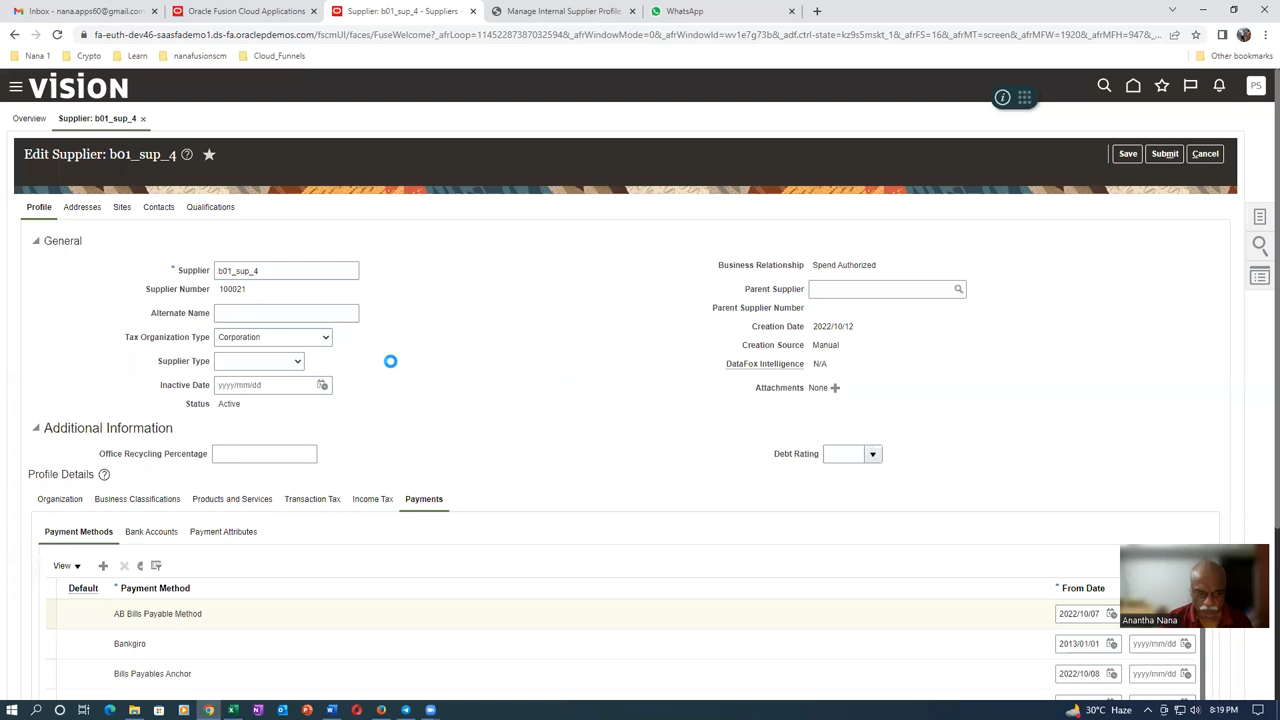 Inbox - nana.apps60@gmail.com
Oracle Fusion Cloud Applications
Supplier: b01_sup_4 - Suppliers -
Manage Internal Supplier Profile
WhatsApp
fa-euth-dev46-saasfademo1.ds-fa.oraclepdemos.com/fscmUI/faces/FuseWelcome?_afrLoop=1145228738073258&_afrWindowMode=0&_afrWindowId=wv1e7g73b&_adf.ctrl-state=kz9s5mskt_1&_afrFS=16&_afrMT=screen&_afrMFW=1920&_afrMFH=947&_...
Nana 1
Crypto
Learn
nanafusionscm
Cloud_Funnels
Other bookmarks
VISION
PS
Overview
Supplier: b01_sup_4
Edit Supplier: b01_sup_4
Save
Submit
Cancel
Profile
Addresses
Sites
Contacts
Qualifications
General
* Supplier b01_sup_4
Supplier Number 100021
Alternate Name
Tax Organization Type Corporation
Supplier Type
Inactive Date yyyy/mm/dd
Status Active
Business Relationship Spend Authorized
Parent Supplier
Parent Supplier Number
Creation Date 2022/10/12
Creation Source Manual
DataFox Intelligence N/A
Attachments None
Additional Information
Office Recycling Percentage
Debt Rating
Profile Details
Organization
Business Classifications
Products and Services
Transaction Tax
Income Tax
Payments
Payment Methods
Bank Accounts
Payment Attributes
View
Default
* Payment Method
* From Date
AB Bills Payable Method
2022/10/07
Bankgiro
2013/01/01
yyyy/mm/dd
Bills Payables Anchor
2022/10/08
yyyy/mm/dd
Anantha Nana
30°C Haze
8:19 PM